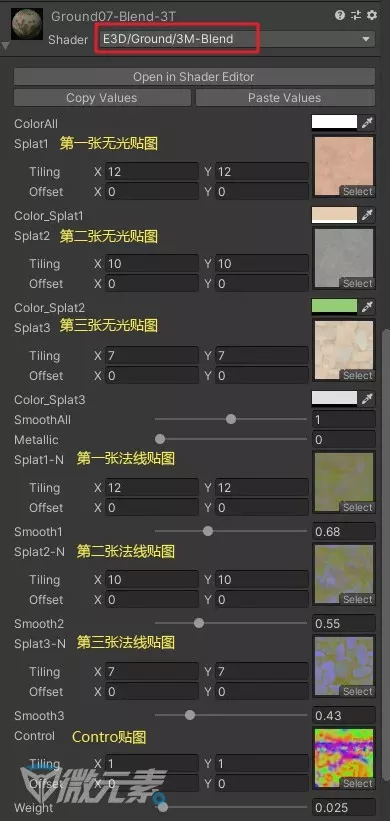 Ground07-Blend-3T
Shader E3D/Ground/3M-Blend
Open in Shader Editor
Copy Values Paste Values
ColorAll
Splat1 第一张无光贴图
Tiling X 12 Y 12
Offset X 0 Y 0
Select
Color_Splat1
Splat2 第二张无光贴图
Tiling X 10 Y 10
Offset X 0 Y 0
Select
Color_Splat2
Splat3 第三张无光贴图
Tiling X 7 Y 7
Offset X 0 Y 0
Select
Color_Splat3
SmoothAll 1
Metallic 0
Splat1-N 第一张法线贴图
Tiling X 12 Y 12
Offset X 0 Y 0
Select
Smooth1 0.68
Splat2-N 第二张法线贴图
Tiling X 10 Y 10
Offset X 0 Y 0
Select
Smooth2 0.55
Splat3-N 第三张法线贴图
Tiling X 7 Y 7
Offset X 0 Y 0
Select
Smooth3 0.43
Control Contro贴图
Tiling X 1 Y 1
Offset X 0 Y 0
Select
微元素
Weight 0.025